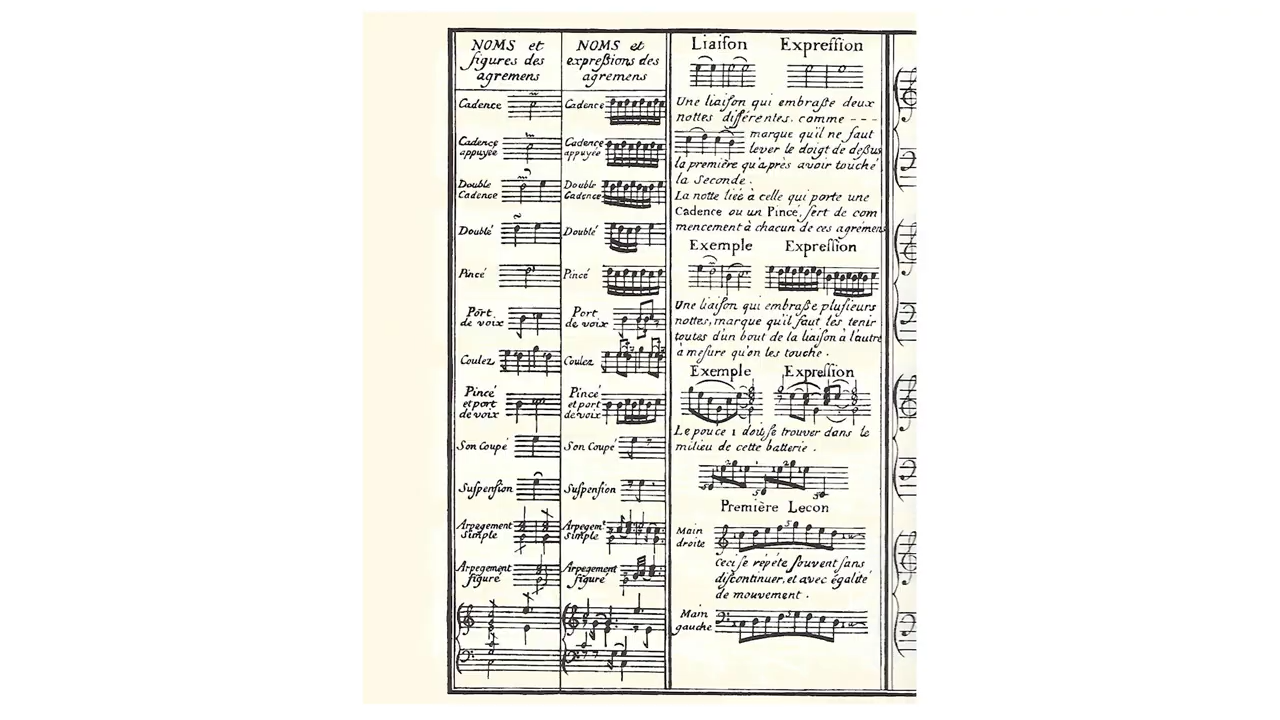 NOMS et
figures des
agremens
Cadence
Cadence
appuyée
Double
Cadence
Doublé
Pincé
Port
de voix
Coulez
Pincé
et port
de voix
Son Coupé
Suspension
Arpegement
Simple
Arpegement
figuré
NOMS et
expreßions des
agremens
Cadence
Cadence
appuyée
Double
Cadence
Doublé
Pincé
Port
de voix
Coulez
Pincé
et port
de voix
Son Coupé
Suspension
Arpegemt
Simple
Arpegement
figuré
Liaiſon Expreſſion
Une liaiſon qui embraße deux
nottes différentes. comme - - -
marque qu'il ne faut
lever le doigt de deßus
la première qu'après avoir touché
la Seconde.
La notte liée à celle qui porte une
Cadence ou un Pincé, ſert de com
mencement à chacun de ces agrémens
Exemple Expreſſion
Une liaiſon qui embraße plusieurs
nottes, marque qu'il faut les tenir
toutes d'un bout de la liaiſon à l'autre
à meſure qu'on les touche.
Exemple Expreſſion
Le pouce 1 doit ſe trouver dans le
milieu de cette batterie.
Première Lecon
Main
droite
Ceci ſe répéte ſouvent ſans
diſcontinuer, et avec égalité
de mouvement.
Main
gauche